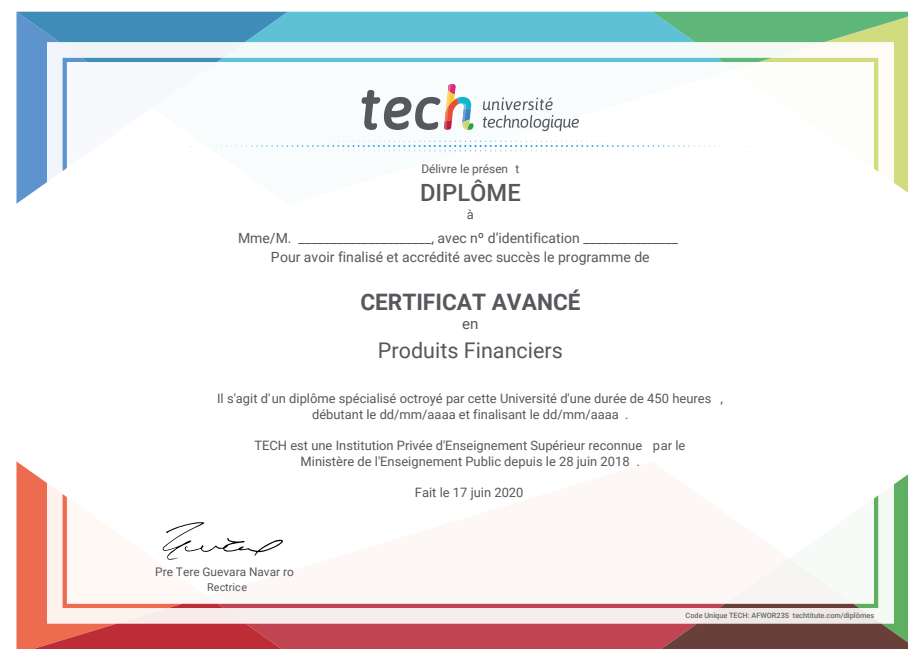 tech université
technologique
Délivre le présen t
DIPLÔME
à
Mme/M. ______________________, avec nº d'identification _______________
Pour avoir finalisé et accrédité avec succès le programme de
CERTIFICAT AVANCÉ
en
Produits Financiers
Il s'agit d'un diplôme spécialisé octroyé par cette Université d'une durée de 450 heures ,
débutant le dd/mm/aaaa et finalisant le dd/mm/aaaa .
TECH est une Institution Privée d'Enseignement Supérieur reconnue par le
Ministère de l'Enseignement Public depuis le 28 juin 2018 .
Fait le 17 juin 2020
Pre Tere Guevara Navar ro
Rectrice
Code Unique TECH: AFWOR23S techtitute.com/diplômes